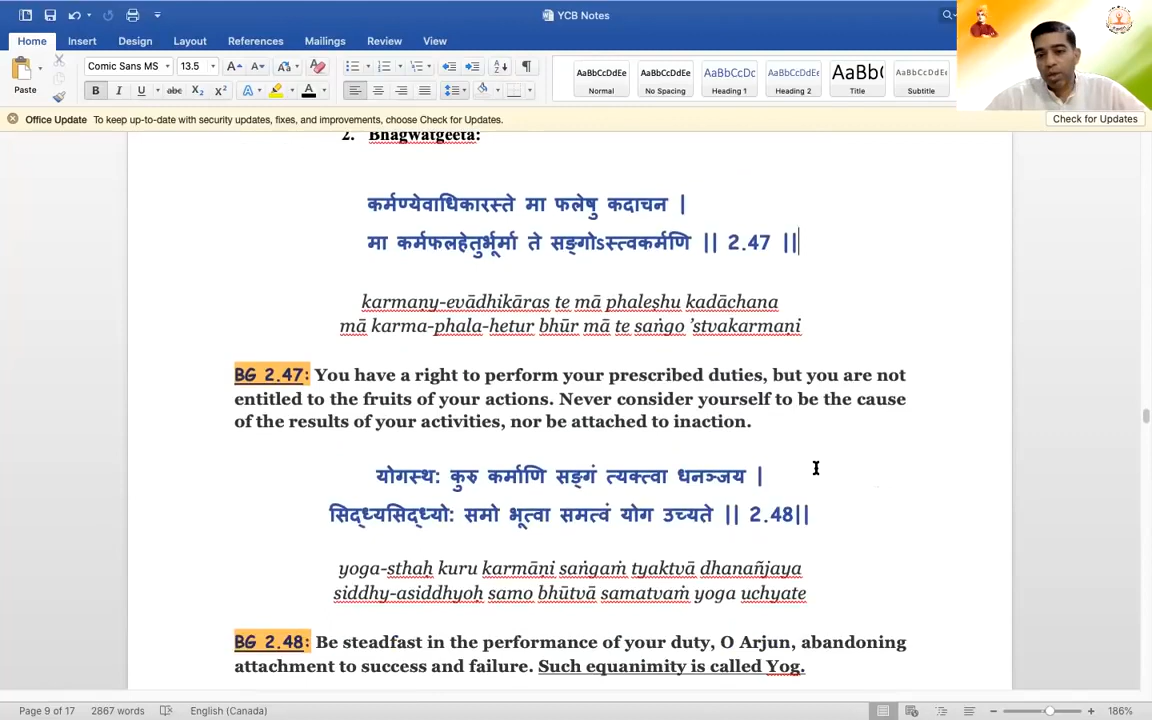 YCB Notes
Home Insert Design Layout References Mailings Review View
Paste
Comic Sans MS 13.5
AaBbCcDdEe AaBbCcDdEe AaBbCcDc AaBbCcDdEe AaBb( AaBbCcDdEe
Normal No Spacing Heading 1 Heading 2 Title Subtitle
Office Update To keep up-to-date with security updates, fixes, and improvements, choose Check for Updates.
Check for Updates
2. Bhagwatgeeta:
कर्मण्येवाधिकारस्ते मा फलेषु कदाचन |
मा कर्मफलहेतुर्भूर्मा ते सङ्गोऽस्त्वकर्मणि || 2.47 ||
karmaṇy-evādhikāras te mā phaleṣhu kadāchana
mā karma-phala-hetur bhūr mā te saṅgo ’stvakarmaṇi
BG 2.47: You have a right to perform your prescribed duties, but you are not
entitled to the fruits of your actions. Never consider yourself to be the cause
of the results of your activities, nor be attached to inaction.
योगस्थ: कुरु कर्माणि सङ्गं त्यक्त्वा धनञ्जय |
सिद्ध्यसिद्ध्यो: समो भूत्वा समत्वं योग उच्यते || 2.48||
yoga-sthaḥ kuru karmāṇi saṅgaṁ tyaktvā dhanañjaya
siddhy-asiddhyoḥ samo bhūtvā samatvaṁ yoga uchyate
BG 2.48: Be steadfast in the performance of your duty, O Arjun, abandoning
attachment to success and failure. Such equanimity is called Yog.
Page 9 of 17 2867 words English (Canada) 186%